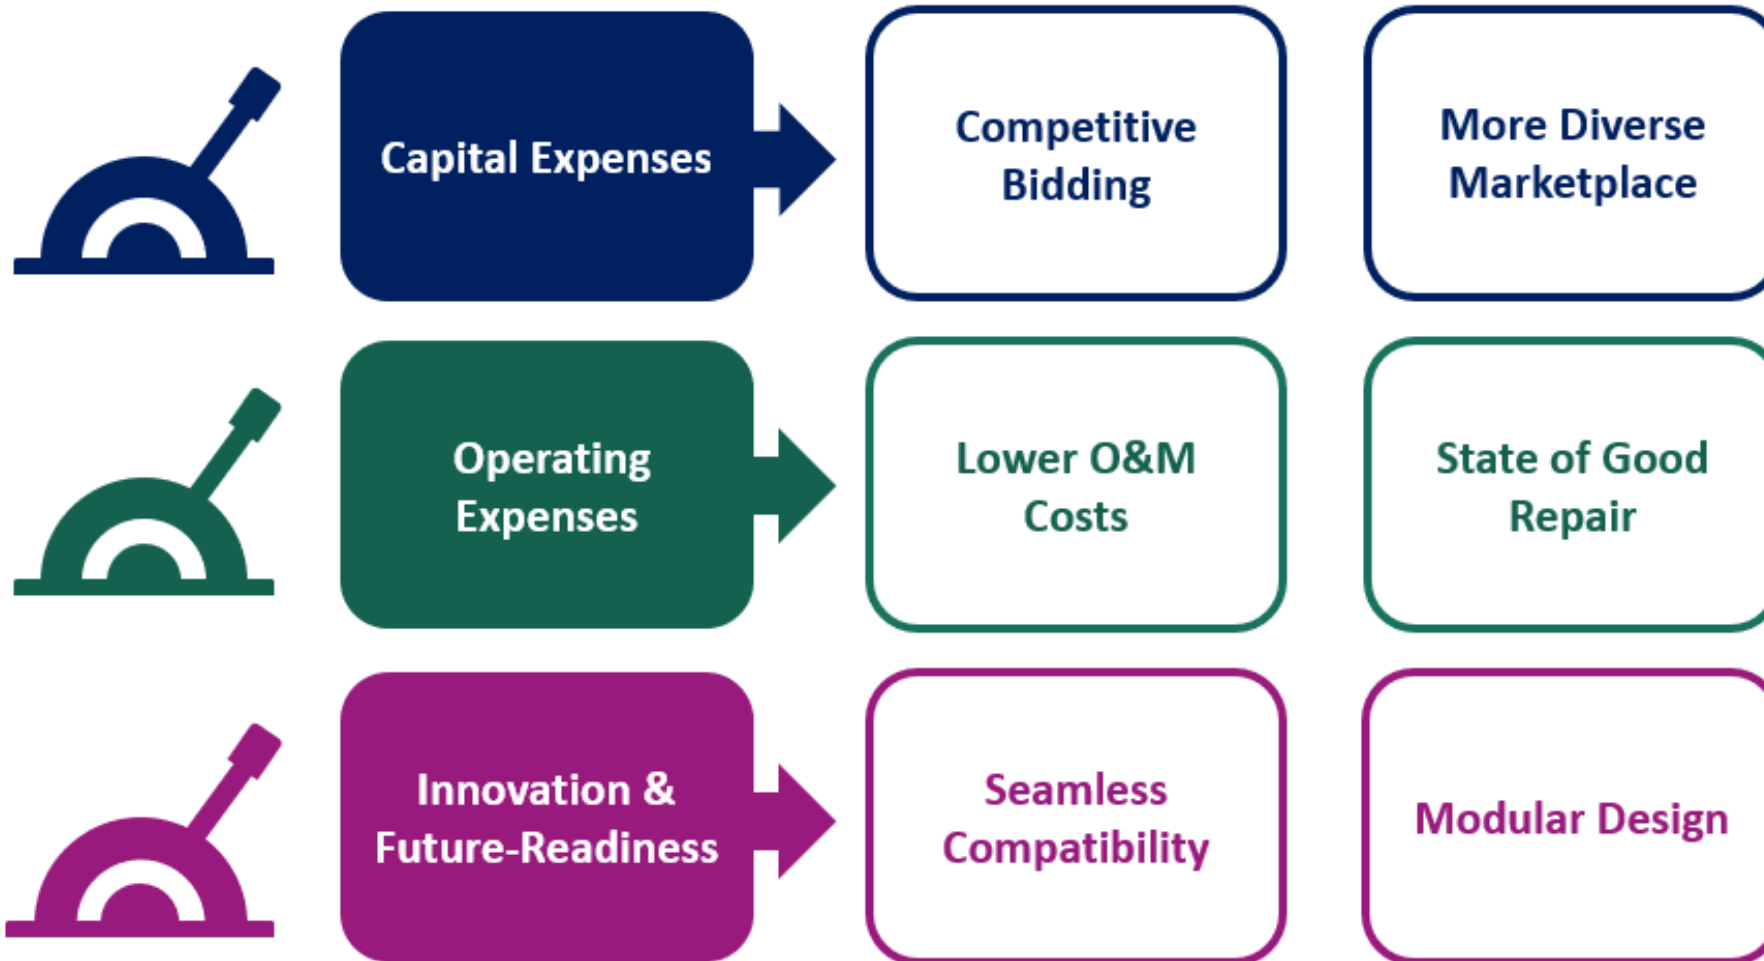 Capital Expenses
Competitive
Bidding
More Diverse
Marketplace
Operating
Expenses
Lower O&M
Costs
State of Good
Repair
Innovation &
Future-Readiness
Seamless
Compatibility
Modular Design